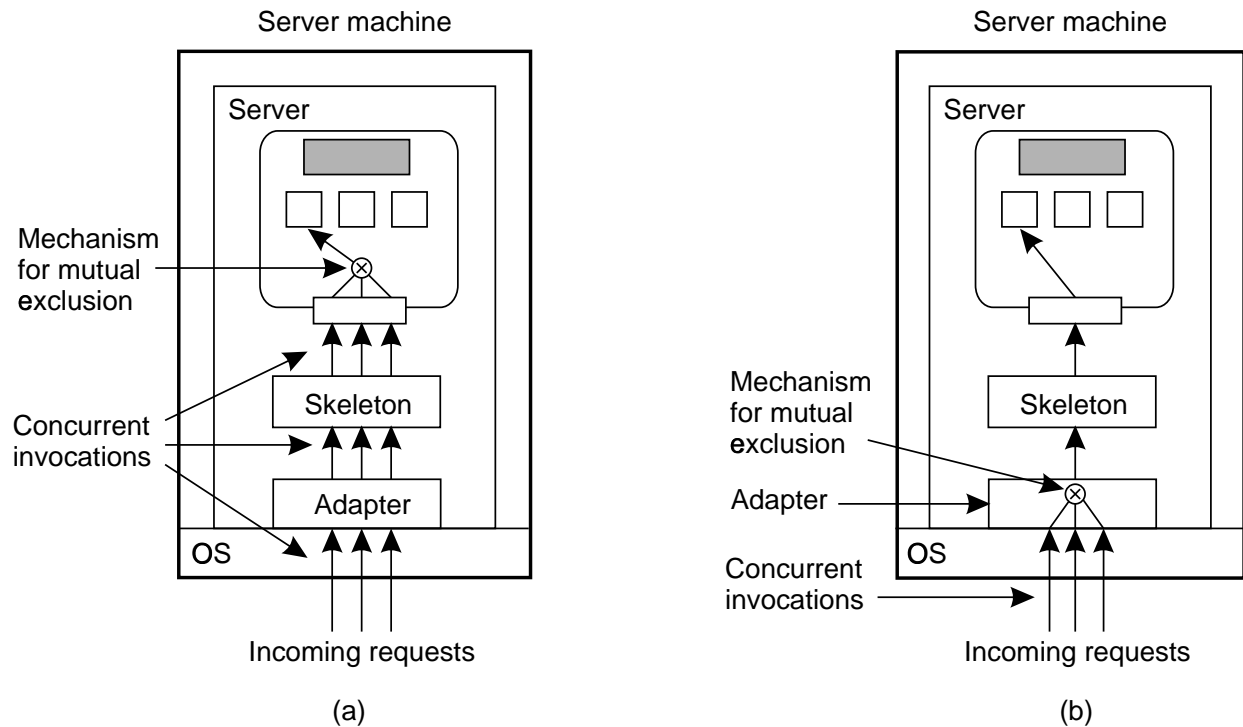 Server machine
Server
Mechanism
for mutual
exclusion
Skeleton
Concurrent
invocations
Adapter
OS
Incoming requests
(a)
Server machine
Server
Mechanism
for mutual
exclusion
Skeleton
Adapter
OS
Concurrent
invocations
Incoming requests
(b)